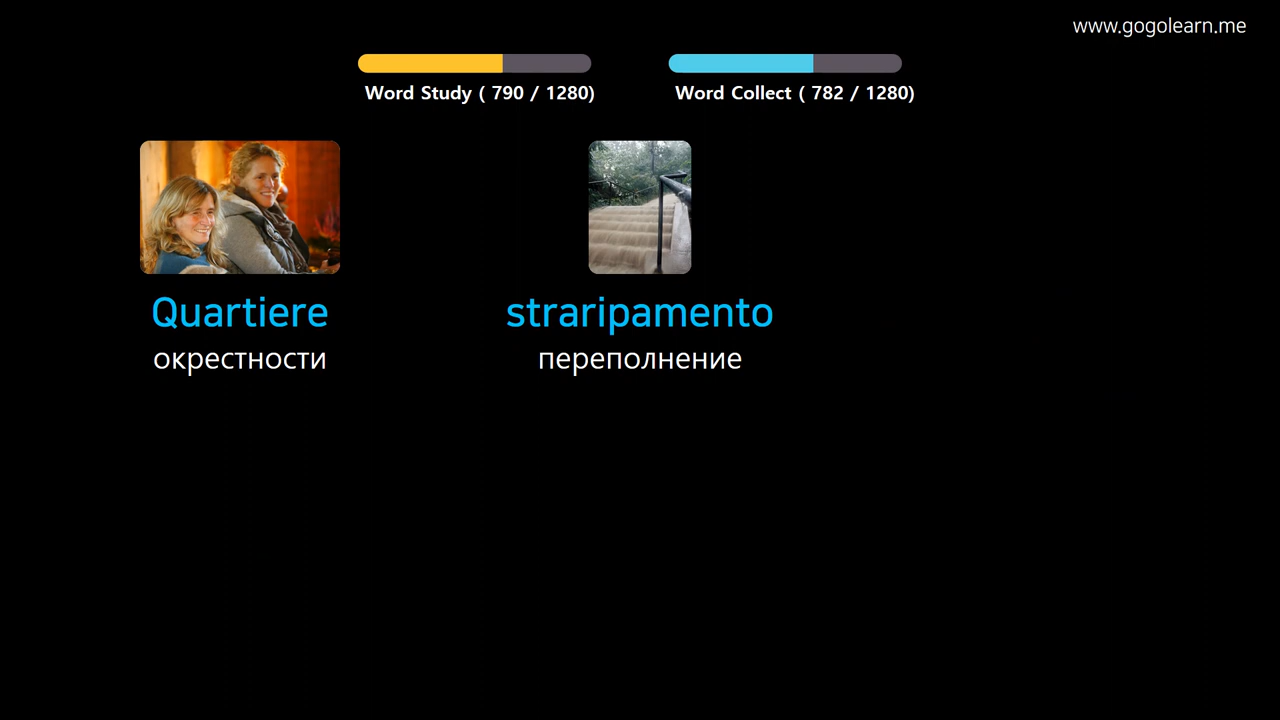 www.gogolearn.me
Word Study ( 790 / 1280)
Word Collect ( 782 / 1280)
Quartiere
straripamento
окрестности
переполнение